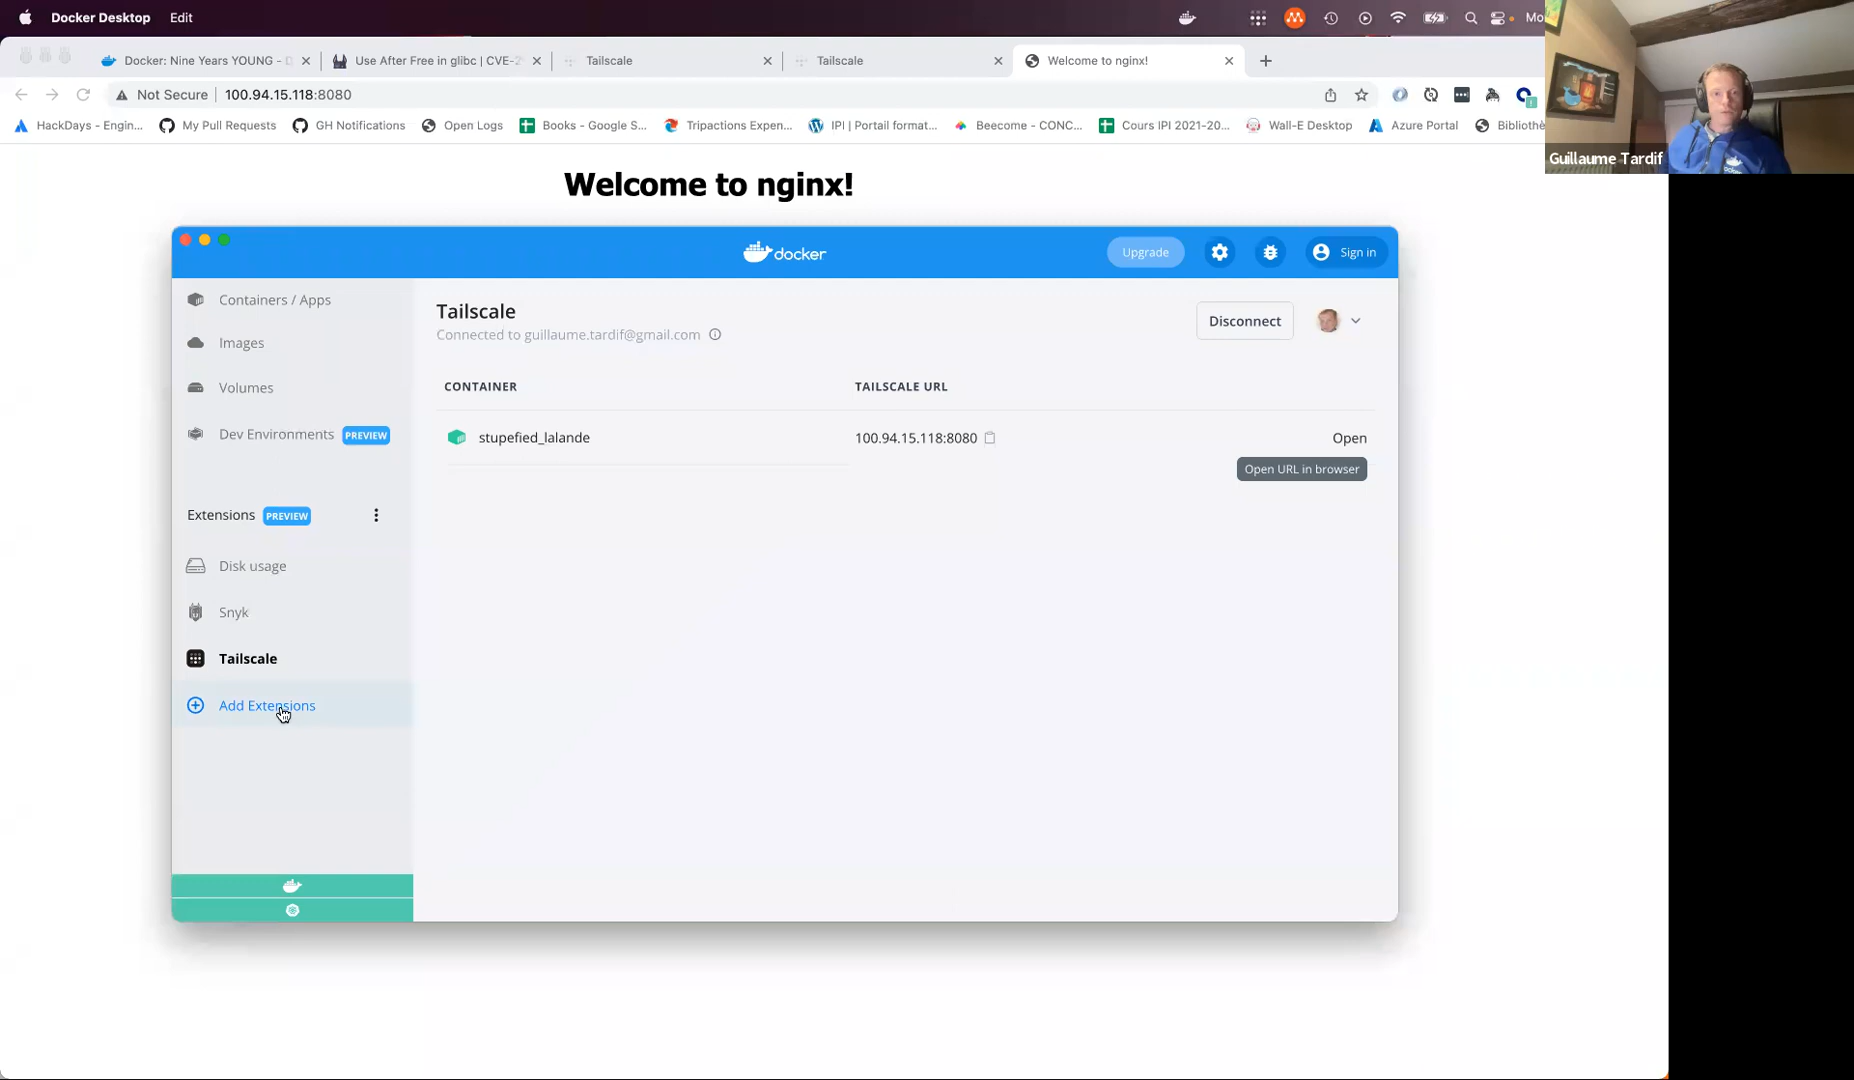 Docker Desktop Edit Mo
Docker: Nine Years YOUNG - D
Use After Free in glibc | CVE-2
Tailscale
Tailscale
Welcome to nginx!
Not Secure 100.94.15.118:8080
HackDays - Engin... My Pull Requests GH Notifications Open Logs Books - Google S... Tripactions Expen... IPI | Portail format... Beecome - CONC... Cours IPI 2021-20... Wall-E Desktop Azure Portal Bibliothè
Guillaume Tardif
Welcome to nginx!
docker
Upgrade
Sign in
Containers / Apps
Images
Volumes
Dev Environments PREVIEW
Extensions PREVIEW
Disk usage
Snyk
Tailscale
Add Extensions
Tailscale
Connected to guillaume.tardif@gmail.com
Disconnect
CONTAINER TAILSCALE URL
stupefied_lalande 100.94.15.118:8080 Open
Open URL in browser